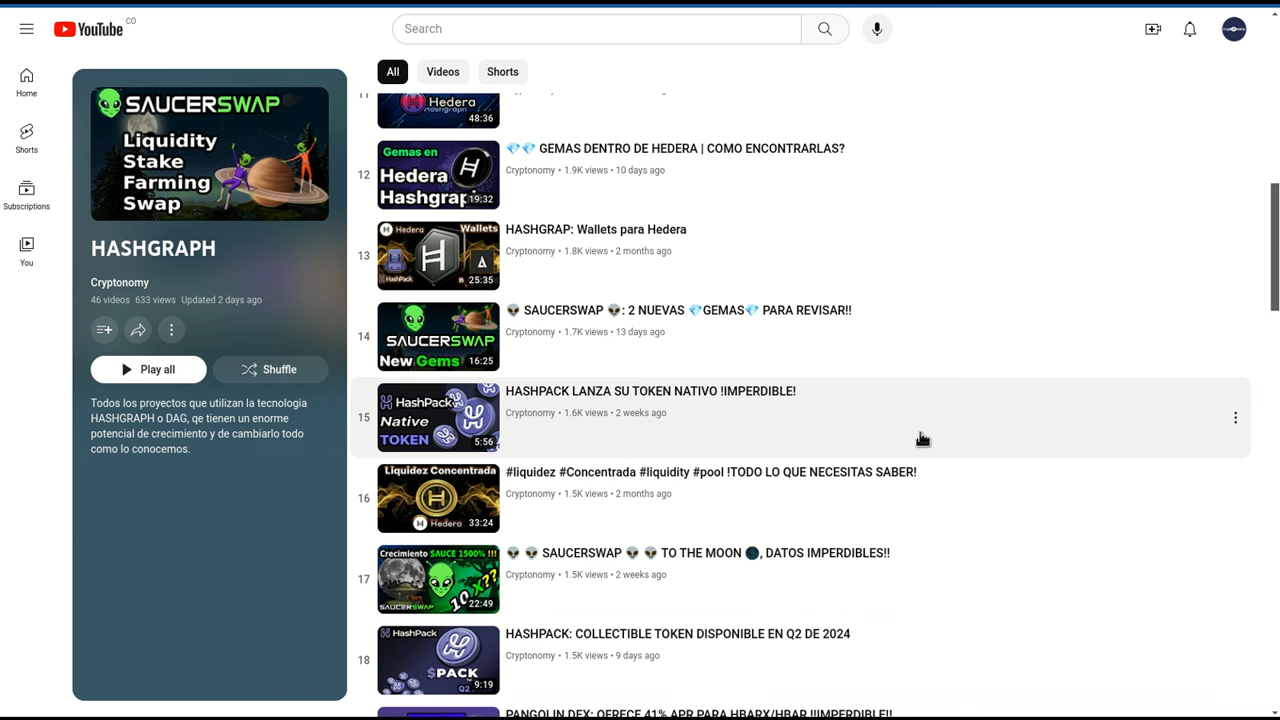 YouTube CO
Search
All
Videos
Shorts
Home
Shorts
Subscriptions
You
SAUCERSWAP
Liquidity
Stake
Farming
Swap
HASHGRAPH
Cryptonomy
46 videos 633 views Updated 2 days ago
Play all
Shuffle
Todos los proyectos que utilizan la tecnologia
HASHGRAPH o DAG, qe tienen un enorme
potencial de crecimiento y de cambiarlo todo
como lo conocemos.
Hedera
Hashgraph
48:36
12
Gemas en
Hedera
Hashgrap
19:32
💎💎 GEMAS DENTRO DE HEDERA | COMO ENCONTRARLAS?
Cryptonomy • 1.9K views • 10 days ago
13
Hedera
Wallets
HashPack
25:35
HASHGRAP: Wallets para Hedera
Cryptonomy • 1.8K views • 2 months ago
14
SAUCERSWAP
New Gems
16:25
👽 SAUCERSWAP 👽: 2 NUEVAS 💎GEMAS💎 PARA REVISAR!!
Cryptonomy • 1.7K views • 13 days ago
15
HashPack
Native
TOKEN
5:56
HASHPACK LANZA SU TOKEN NATIVO !IMPERDIBLE!
Cryptonomy • 1.6K views • 2 weeks ago
16
Liquidez Concentrada
Hedera
33:24
#liquidez #Concentrada #liquidity #pool !TODO LO QUE NECESITAS SABER!
Cryptonomy • 1.5K views • 2 months ago
17
Crecimiento SAUCE 1500% !!!
10 X??
SAUCERSWAP
22:49
👽 👽 SAUCERSWAP 👽 👽 TO THE MOON 🌑, DATOS IMPERDIBLES!!
Cryptonomy • 1.5K views • 2 weeks ago
18
HashPack
$PACK
Q2
9:19
HASHPACK: COLLECTIBLE TOKEN DISPONIBLE EN Q2 DE 2024
Cryptonomy • 1.5K views • 9 days ago
PANGOLIN DEX: OFRECE 41% APR PARA HBARX/HBAR !!!IMPERDIBLE!!